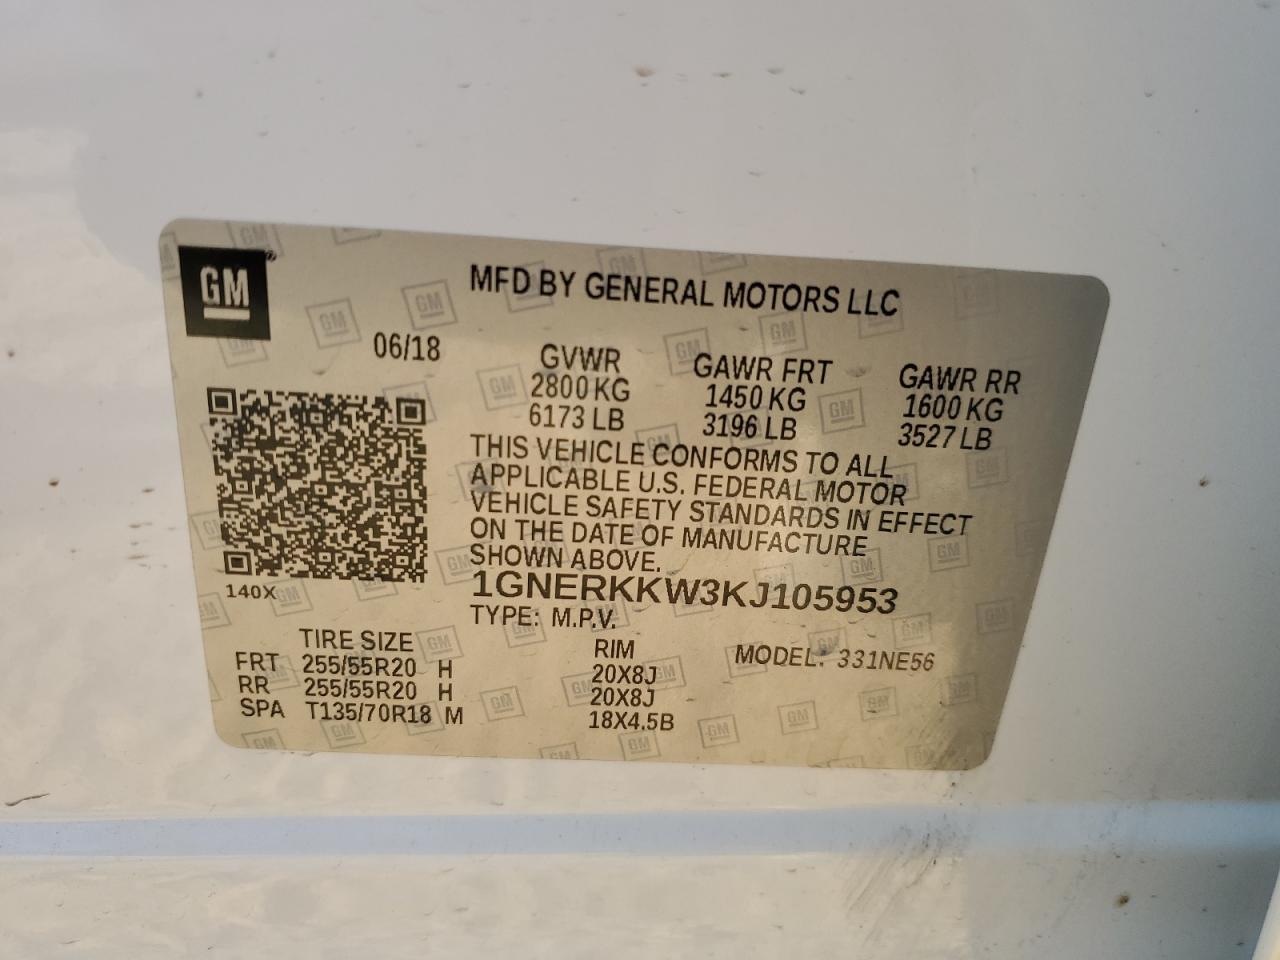 GM
MFD BY GENERAL MOTORS LLC
06/18
GVWR GAWR FRT GAWR RR
2800 KG 1450 KG 1600 KG
6173 LB 3196 LB 3527 LB
THIS VEHICLE CONFORMS TO ALL
APPLICABLE U.S. FEDERAL MOTOR
VEHICLE SAFETY STANDARDS IN EFFECT
ON THE DATE OF MANUFACTURE
SHOWN ABOVE.
140X
1GNERKKW3KJ105953
TYPE: M.P.V.
TIRE SIZE RIM MODEL: 331NE56
FRT 255/55R20 H 20X8J
RR 255/55R20 H 20X8J
SPA T135/70R18 M 18X4.5B